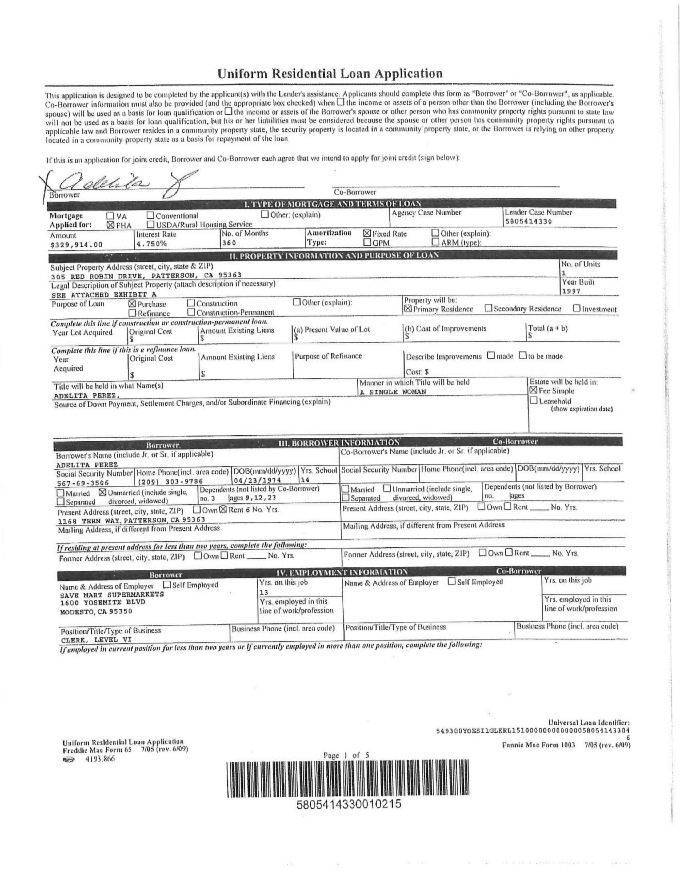 Uniform Residential Loan Application
This application is designed to be completed by the applicant(s) with the Lender's assistance. Applicants should complete this form as "Borrower" or "Co-Borrower", as applicable.
Co-Borrower information must also be provided (and the appropriate box checked) when ☐ the income or assets of a person other than the Borrower (including the Borrower's
spouse) will be used as a basis for loan qualification or ☐ the income or assets of the Borrower's spouse or other person who has community property rights pursuant to state law
will not be used as a basis for loan qualification, but his or her liabilities must be considered because the spouse or other person has community property rights pursuant to
applicable law and Borrower resides in a community property state, the security property is located in a community property state, or the Borrower is relying on other property
located in a community property state as a basis for repayment of the loan.
If this is an application for joint credit, Borrower and Co-Borrower each agree that we intend to apply for joint credit (sign below):
Adelita
Borrower Co-Borrower
I. TYPE OF MORTGAGE AND TERMS OF LOAN
Mortgage ☐ VA ☐ Conventional ☐ Other: (explain) Agency Case Number Lender Case Number
Applied for: ☒ FHA ☐ USDA/Rural Housing Service 5805414330
Amount Interest Rate No. of Months Amortization ☒ Fixed Rate ☐ Other (explain):
$329,914.00 4.750% 360 Type: ☐ GPM ☐ ARM (type):
II. PROPERTY INFORMATION AND PURPOSE OF LOAN
Subject Property Address (street, city, state & ZIP) No. of Units
305 RED ROBIN DRIVE, PATTERSON, CA 95363 1
Legal Description of Subject Property (attach description if necessary) Year Built
SEE ATTACHED EXHIBIT A 1997
Purpose of Loan ☒ Purchase ☐ Construction ☐ Other (explain): Property will be:
☐ Refinance ☐ Construction-Permanent ☒ Primary Residence ☐ Secondary Residence ☐ Investment
Complete this line if construction or construction-permanent loan.
Year Lot Acquired Original Cost Amount Existing Liens (a) Present Value of Lot (b) Cost of Improvements Total (a + b)
$ $ $ $ $
Complete this line if this is a refinance loan.
Year Original Cost Amount Existing Liens Purpose of Refinance Describe Improvements ☐ made ☐ to be made
Acquired
$ $ Cost: $
Title will be held in what Name(s) Manner in which Title will be held Estate will be held in:
ADELITA PEREZ, A SINGLE WOMAN ☒ Fee Simple
Source of Down Payment, Settlement Charges, and/or Subordinate Financing (explain) ☐ Leasehold
(show expiration date)
Borrower III. BORROWER INFORMATION Co-Borrower
Borrower's Name (include Jr. or Sr. if applicable) Co-Borrower's Name (include Jr. or Sr. if applicable)
ADELITA PEREZ
Social Security Number Home Phone(incl. area code) DOB(mm/dd/yyyy) Yrs. School Social Security Number Home Phone(incl. area code) DOB(mm/dd/yyyy) Yrs. School
567-69-3506 (209) 303-9786 04/23/1974 14
☐ Married ☒ Unmarried (include single, Dependents (not listed by Co-Borrower) ☐ Married ☐ Unmarried (include single, Dependents (not listed by Borrower)
☐ Separated divorced, widowed) no. 3 ages 9,12,23 ☐ Separated divorced, widowed) no. ages
Present Address (street, city, state, ZIP) ☐ Own ☒ Rent 6 No. Yrs. Present Address (street, city, state, ZIP) ☐ Own ☐ Rent ____ No. Yrs.
1168 TERN WAY, PATTERSON, CA 95363
Mailing Address, if different from Present Address Mailing Address, if different from Present Address
If residing at present address for less than two years, complete the following:
Former Address (street, city, state, ZIP) ☐ Own ☐ Rent ____ No. Yrs. Former Address (street, city, state, ZIP) ☐ Own ☐ Rent ____ No. Yrs.
Borrower IV. EMPLOYMENT INFORMATION Co-Borrower
Name & Address of Employer ☐ Self Employed Yrs. on this job Name & Address of Employer ☐ Self Employed Yrs. on this job
SAVE MART SUPERMARKETS 13
1600 YOSEMITE BLVD Yrs. employed in this Yrs. employed in this
MODESTO, CA 95350 line of work/profession line of work/profession
Position/Title/Type of Business Business Phone (incl. area code) Position/Title/Type of Business Business Phone (incl. area code)
CLERK, LEVEL VI
If employed in current position for less than two years or if currently employed in more than one position, complete the following:
Universal Loan Identifier:
6
Uniform Residential Loan Application
Freddie Mac Form 65 7/05 (rev. 6/09) Fannie Mae Form 1003 7/05 (rev. 6/09)
4193.866
Page 1 of 5
5805414330010215